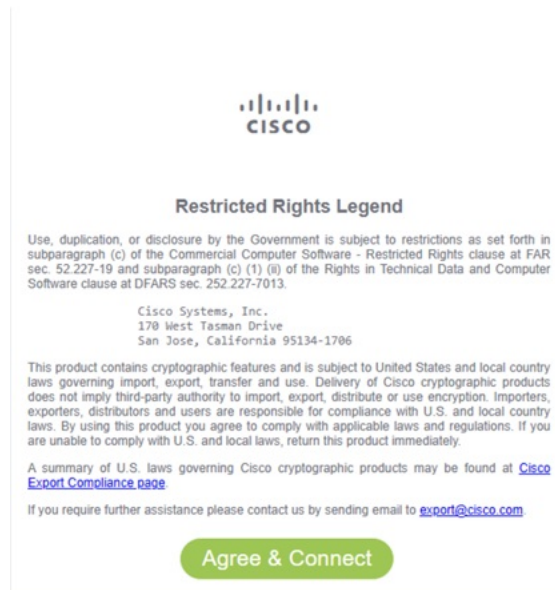 CISCO
Restricted Rights Legend
Use, duplication, or disclosure by the Government is subject to restrictions as set forth in
subparagraph (c) of the Commercial Computer Software - Restricted Rights clause at FAR
sec. 52.227-19 and subparagraph (c) (1) (ii) of the Rights in Technical Data and Computer
Software clause at DFARS sec. 252.227-7013.
Cisco Systems, Inc.
170 West Tasman Drive
San Jose, California 95134-1706
This product contains cryptographic features and is subject to United States and local country
laws governing import, export, transfer and use. Delivery of Cisco cryptographic products
does not imply third-party authority to import, export, distribute or use encryption. Importers,
exporters, distributors and users are responsible for compliance with U.S. and local country
laws. By using this product you agree to comply with applicable laws and regulations. If you
are unable to comply with U.S. and local laws, return this product immediately.
A summary of U.S. laws governing Cisco cryptographic products may be found at Cisco
Export Compliance page.
If you require further assistance please contact us by sending email to export@cisco.com.
Agree & Connect